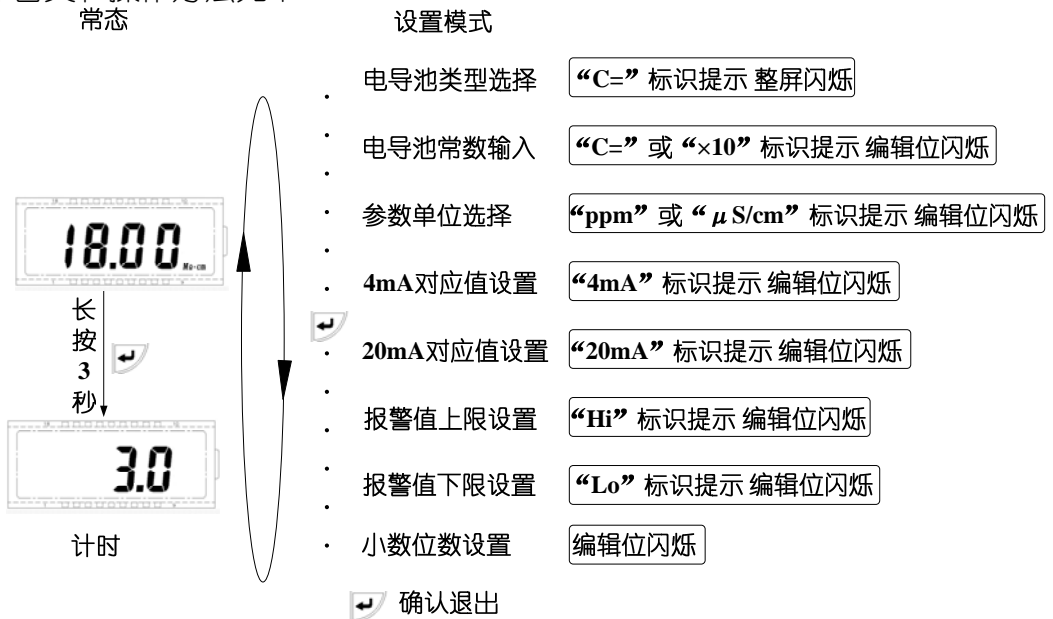 常态
设置模式
电导池类型选择 “C=” 标识提示 整屏闪烁
电导池常数输入 “C=” 或 “×10” 标识提示 编辑位闪烁
参数单位选择 “ppm” 或 “μS/cm” 标识提示 编辑位闪烁
18.00
MΩ·cm
4mA对应值设置 “4mA” 标识提示 编辑位闪烁
长按3秒
20mA对应值设置 “20mA” 标识提示 编辑位闪烁
报警值上限设置 “Hi” 标识提示 编辑位闪烁
3.0
报警值下限设置 “Lo” 标识提示 编辑位闪烁
计时
小数位数设置 编辑位闪烁
确认退出